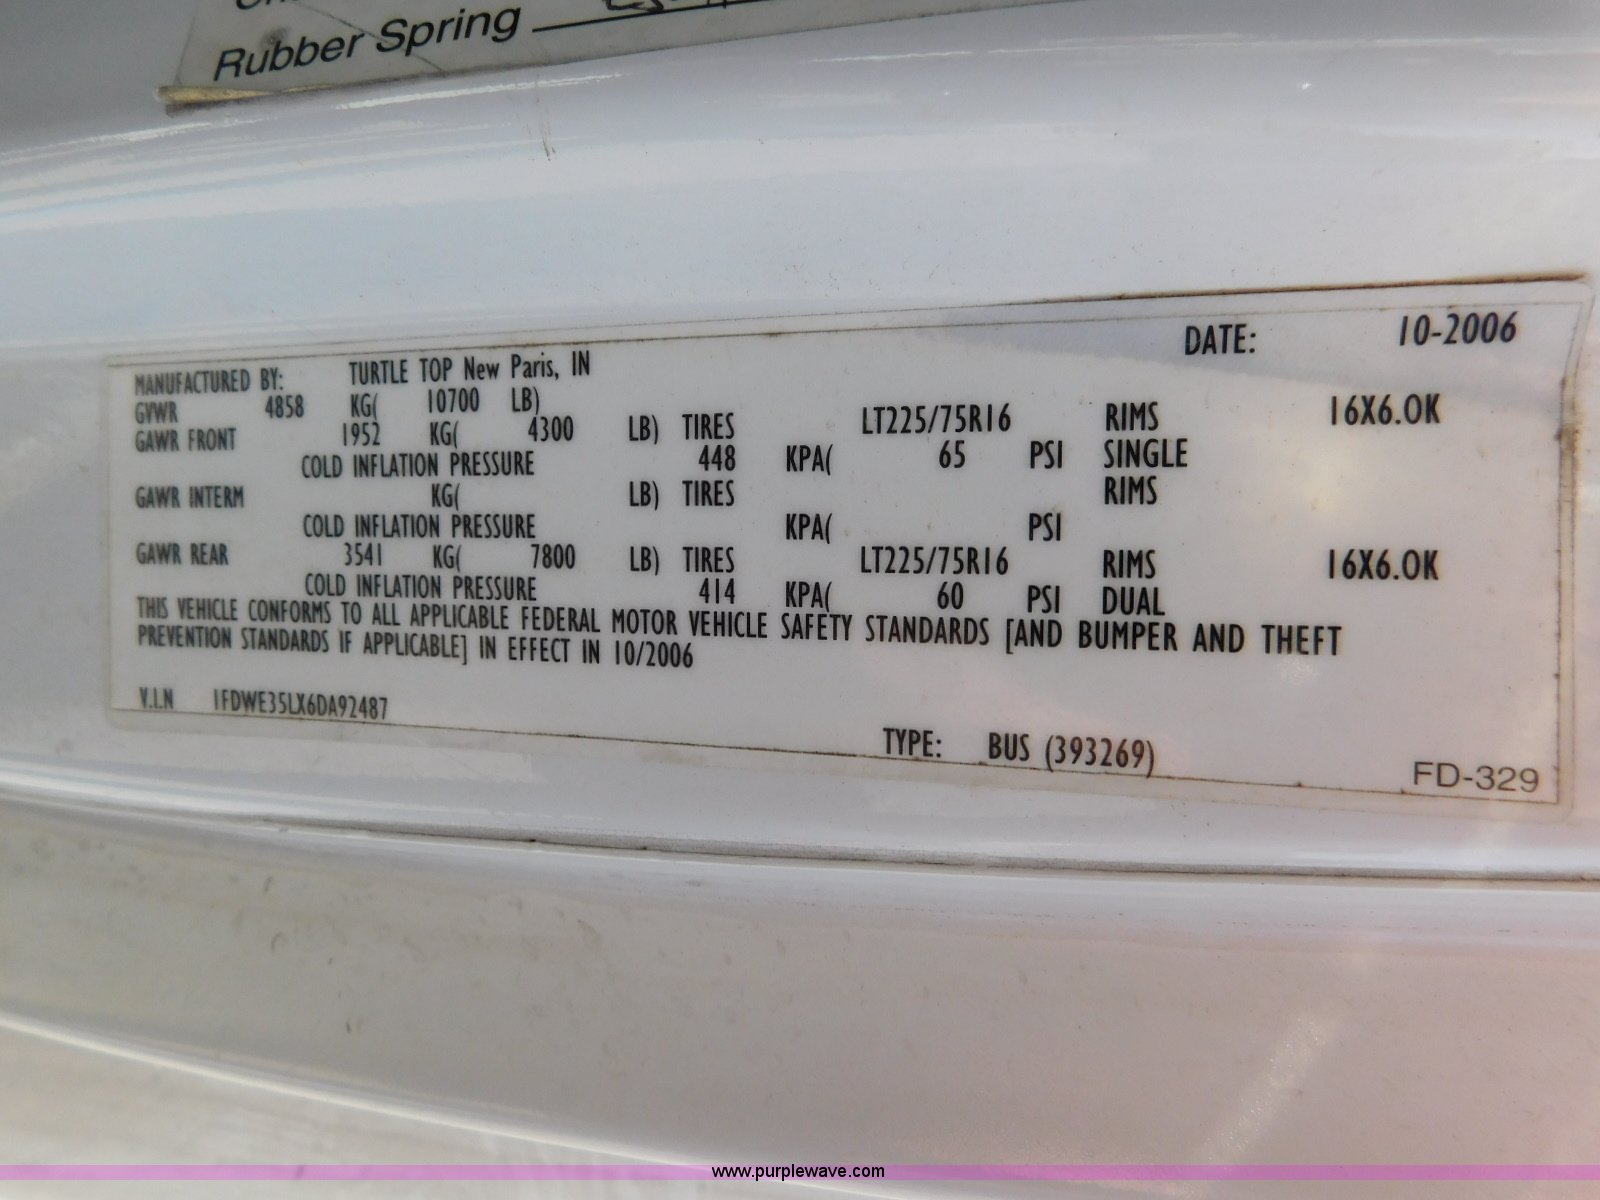 Rubber Spring
DATE: 10-2006
MANUFACTURED BY: TURTLE TOP New Paris, IN
GVWR 4858 KG( 10700 LB)
GAWR FRONT 1952 KG( 4300 LB) TIRES LT225/75R16 RIMS 16X6.0K
COLD INFLATION PRESSURE 448 KPA( 65 PSI SINGLE
GAWR INTERM KG( LB) TIRES RIMS
COLD INFLATION PRESSURE KPA( PSI
GAWR REAR 3541 KG( 7800 LB) TIRES LT225/75R16 RIMS 16X6.0K
COLD INFLATION PRESSURE 414 KPA( 60 PSI DUAL
THIS VEHICLE CONFORMS TO ALL APPLICABLE FEDERAL MOTOR VEHICLE SAFETY STANDARDS [AND BUMPER AND THEFT
PREVENTION STANDARDS IF APPLICABLE] IN EFFECT IN 10/2006
V.I.N 1FDWE35LX6DA92487
TYPE: BUS (393269)
FD-329
www.purplewave.com